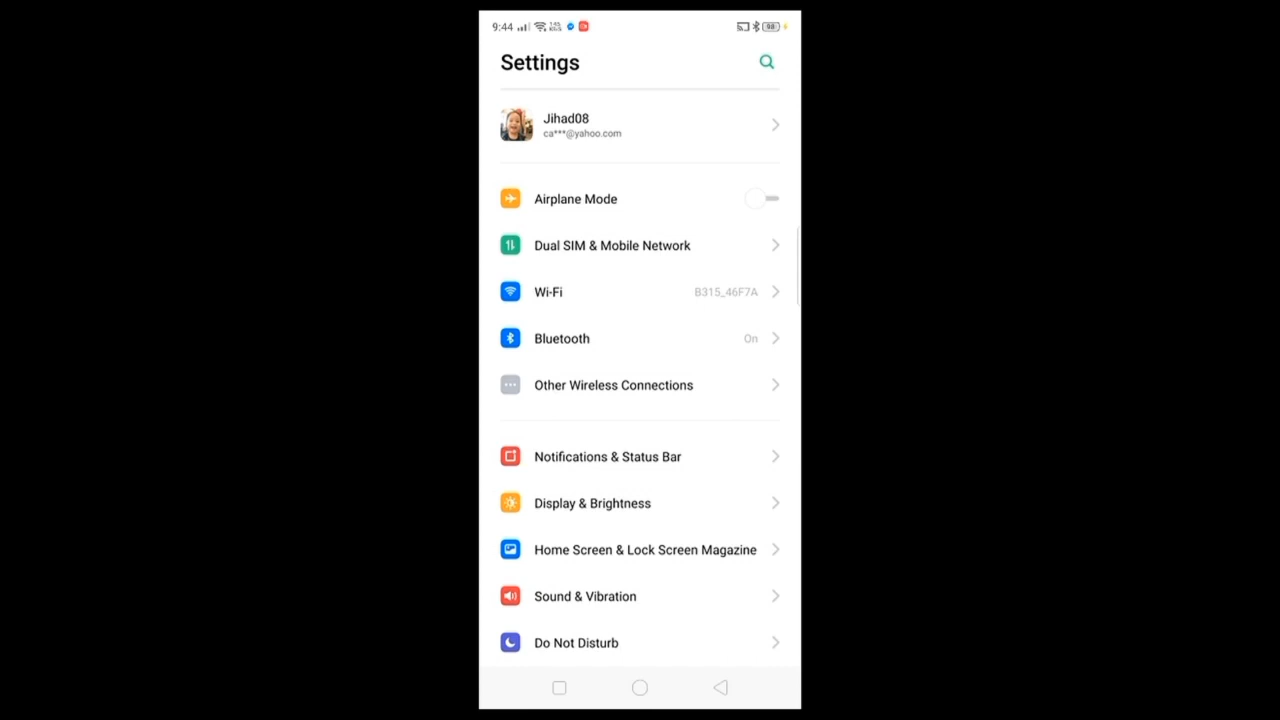 9:44
Settings
Jihad08
ca***@yahoo.com
Airplane Mode
Dual SIM & Mobile Network
Wi-Fi B315_46F7A
Bluetooth On
Other Wireless Connections
Notifications & Status Bar
Display & Brightness
Home Screen & Lock Screen Magazine
Sound & Vibration
Do Not Disturb